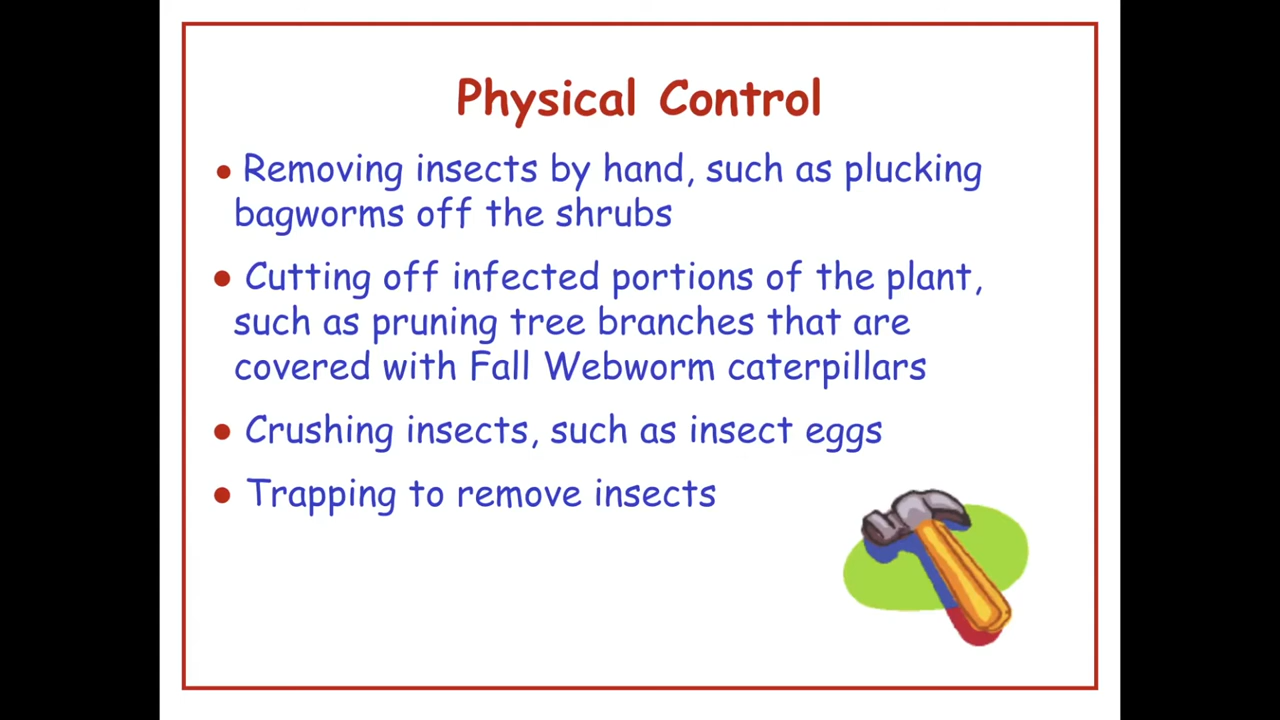 Physical Control
• Removing insects by hand, such as plucking
bagworms off the shrubs
• Cutting off infected portions of the plant,
such as pruning tree branches that are
covered with Fall Webworm caterpillars
• Crushing insects, such as insect eggs
• Trapping to remove insects